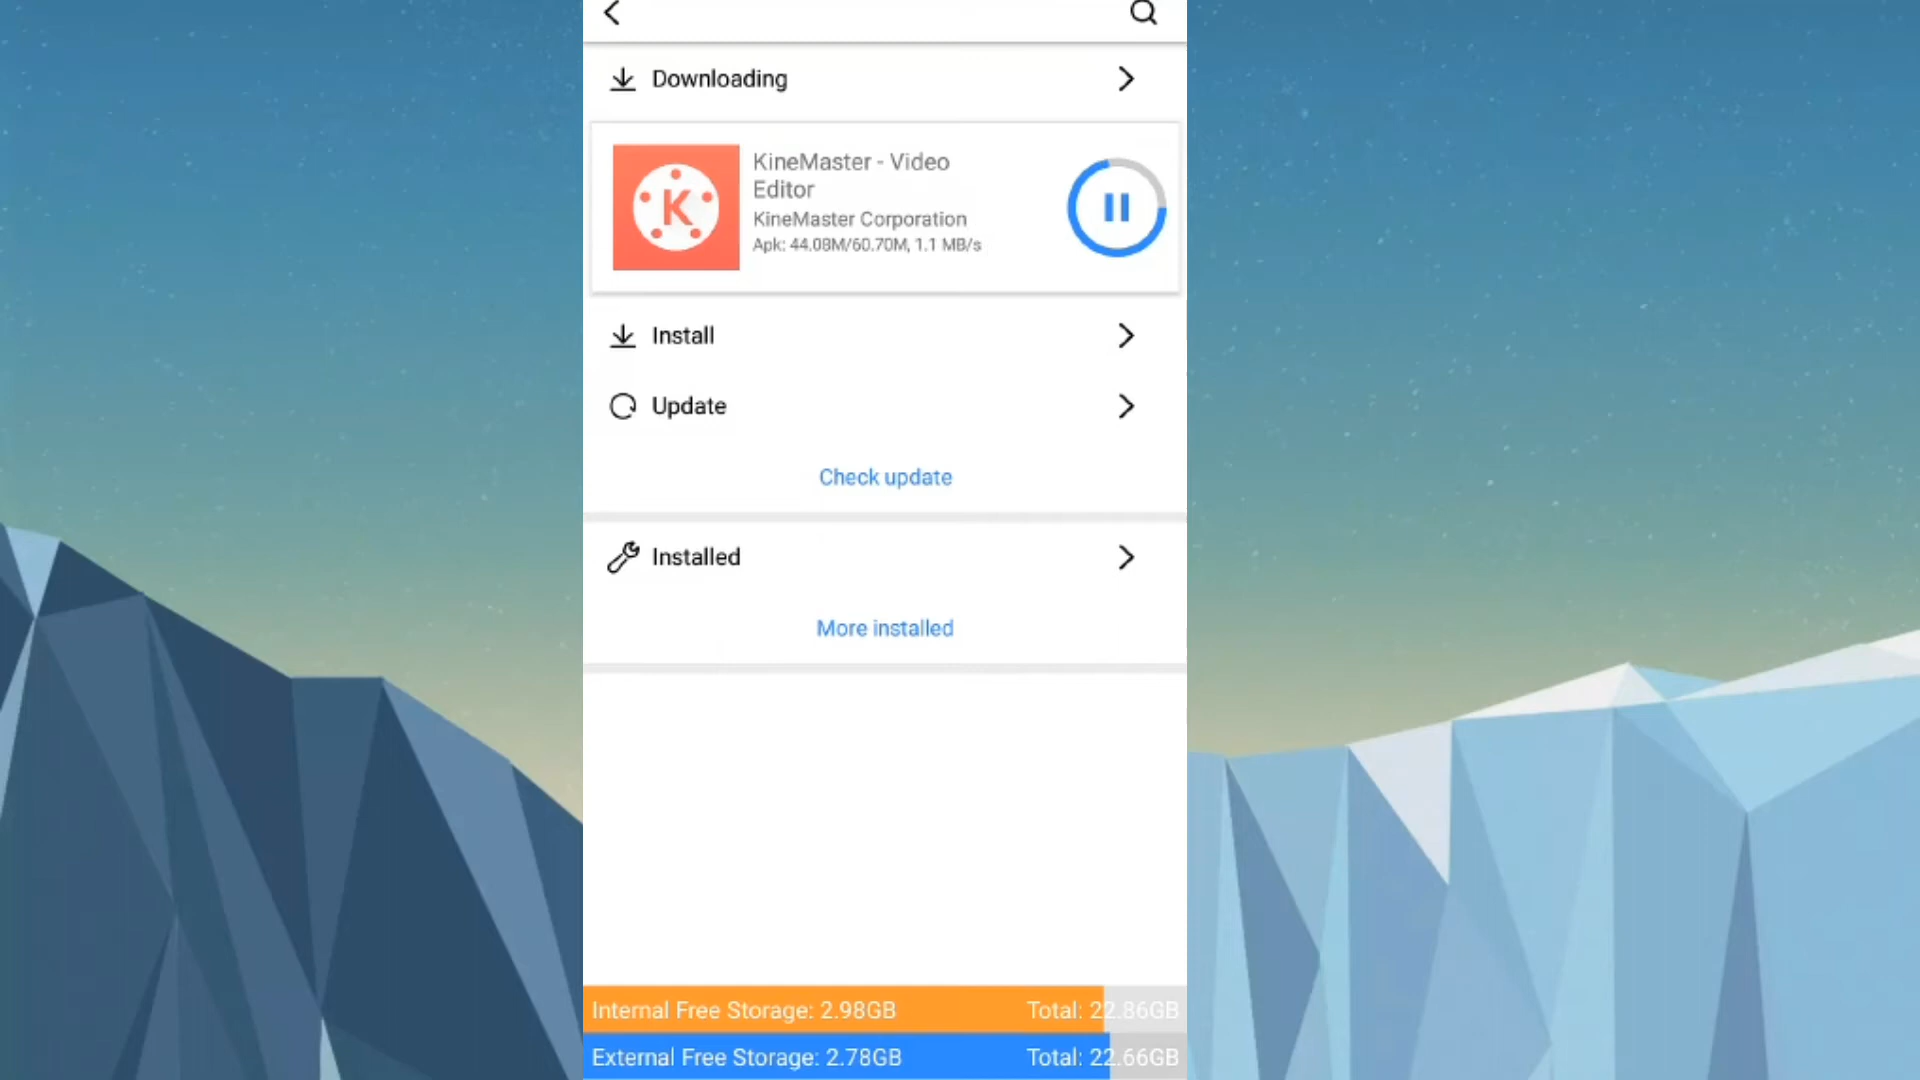 Downloading
KineMaster - Video
Editor
KineMaster Corporation
Apk: 44.08M/60.70M, 1.1 MB/s
K
Install
Update
Check update
Installed
More installed
Internal Free Storage: 2.98GB Total: 22.86GB
External Free Storage: 2.78GB Total: 22.66GB